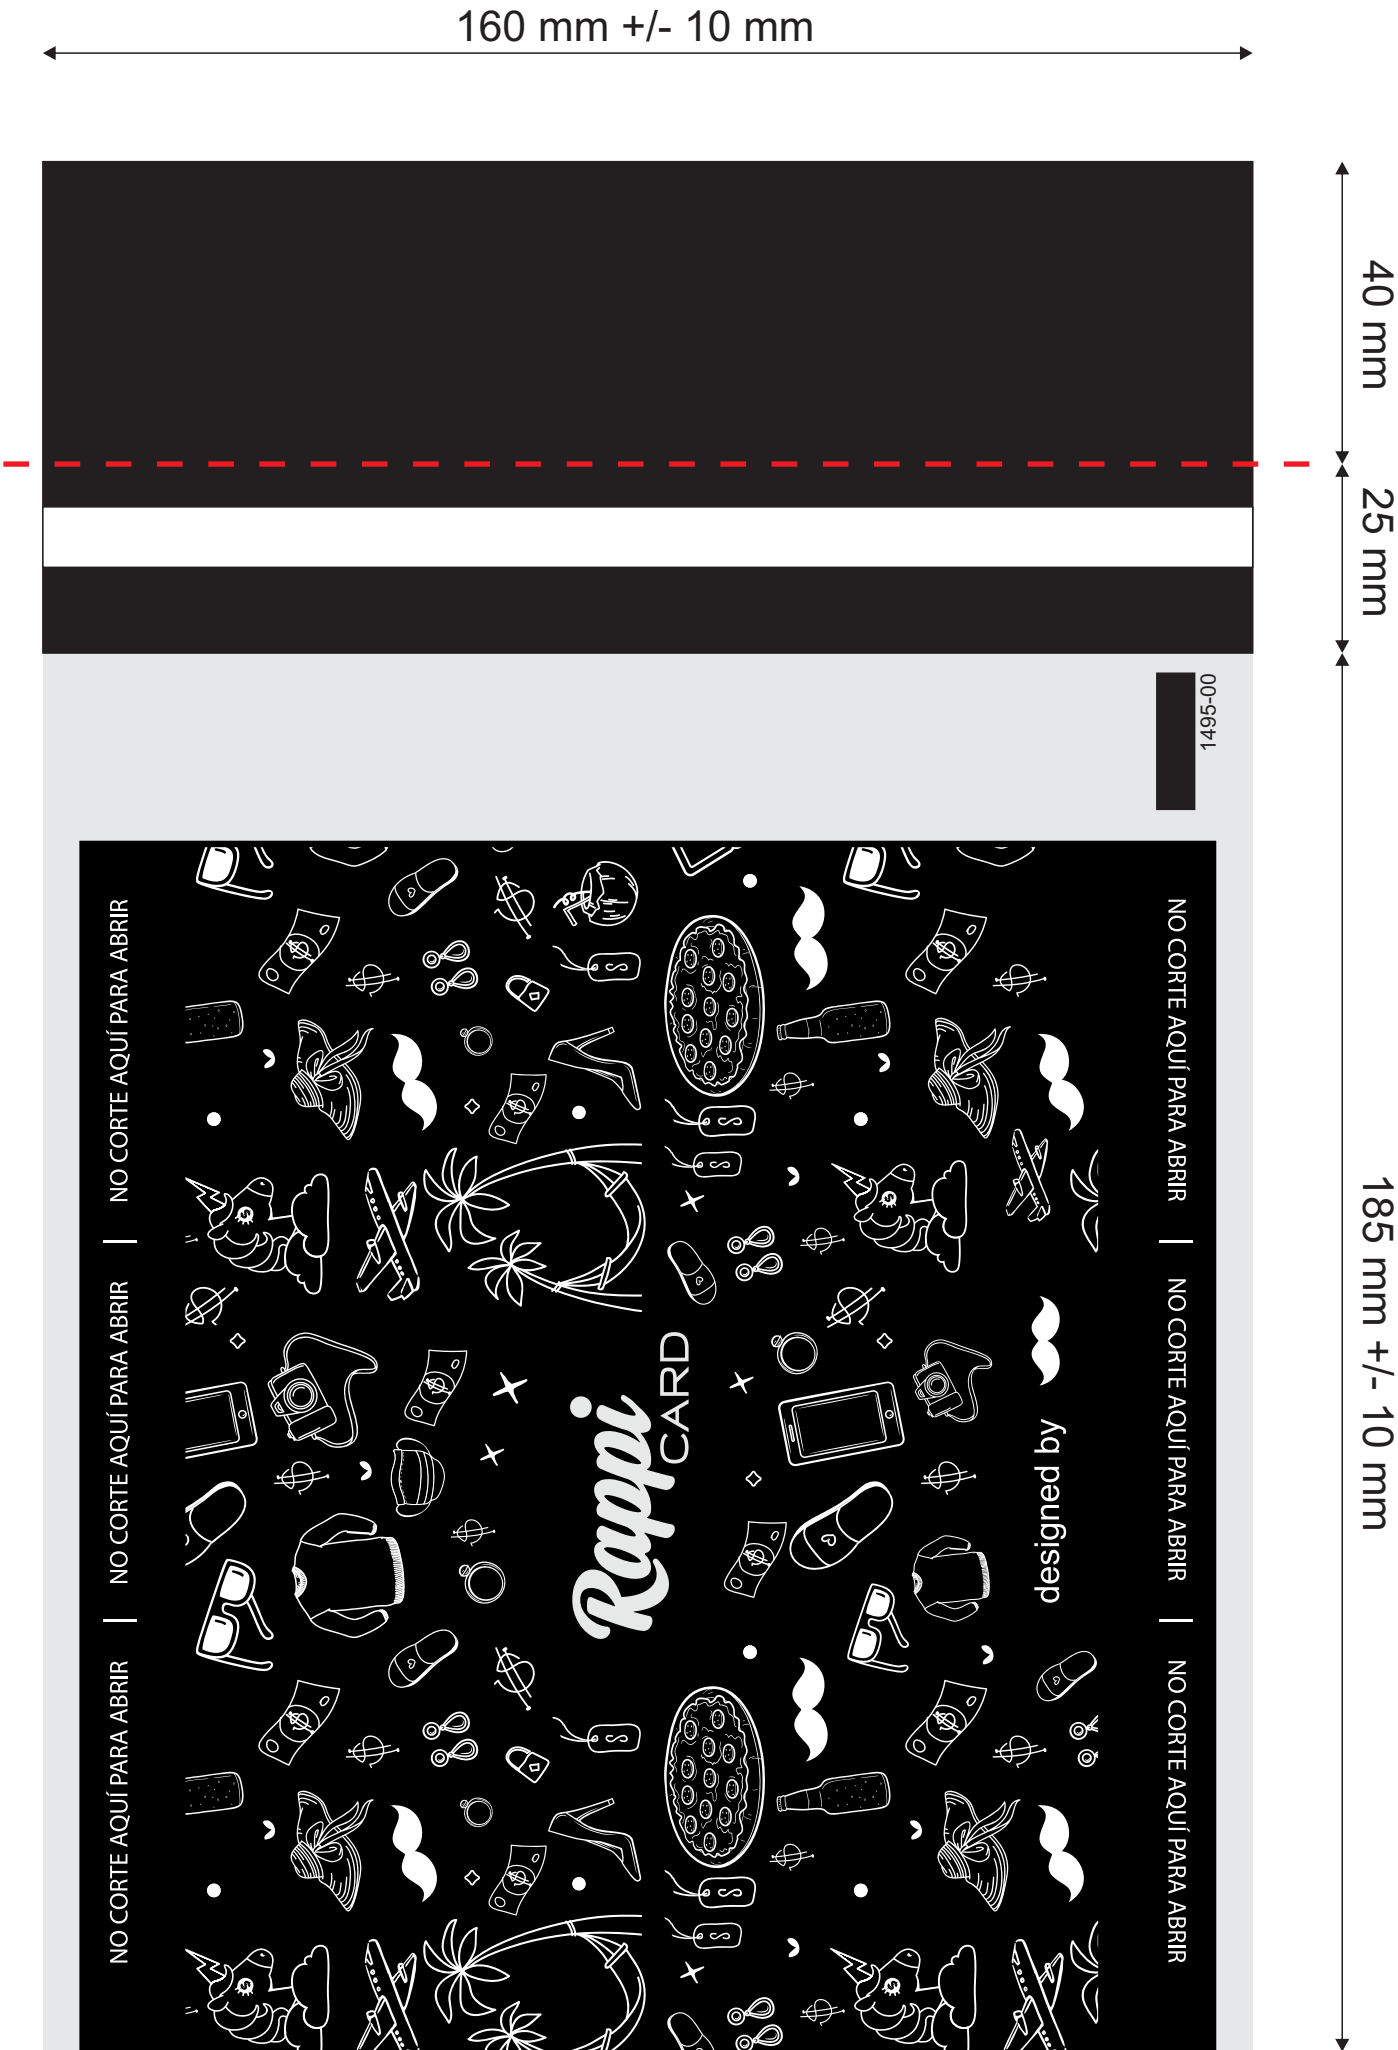 160 mm +/- 10 mm
40 mm
25 mm
185 mm +/- 10 mm
1495-00
NO CORTE AQUÍ PARA ABRIR | NO CORTE AQUÍ PARA ABRIR | NO CORTE AQUÍ PARA ABRIR
Rappi
CARD
designed by
NO CORTE AQUÍ PARA ABRIR | NO CORTE AQUÍ PARA ABRIR | NO CORTE AQUÍ PARA ABRIR